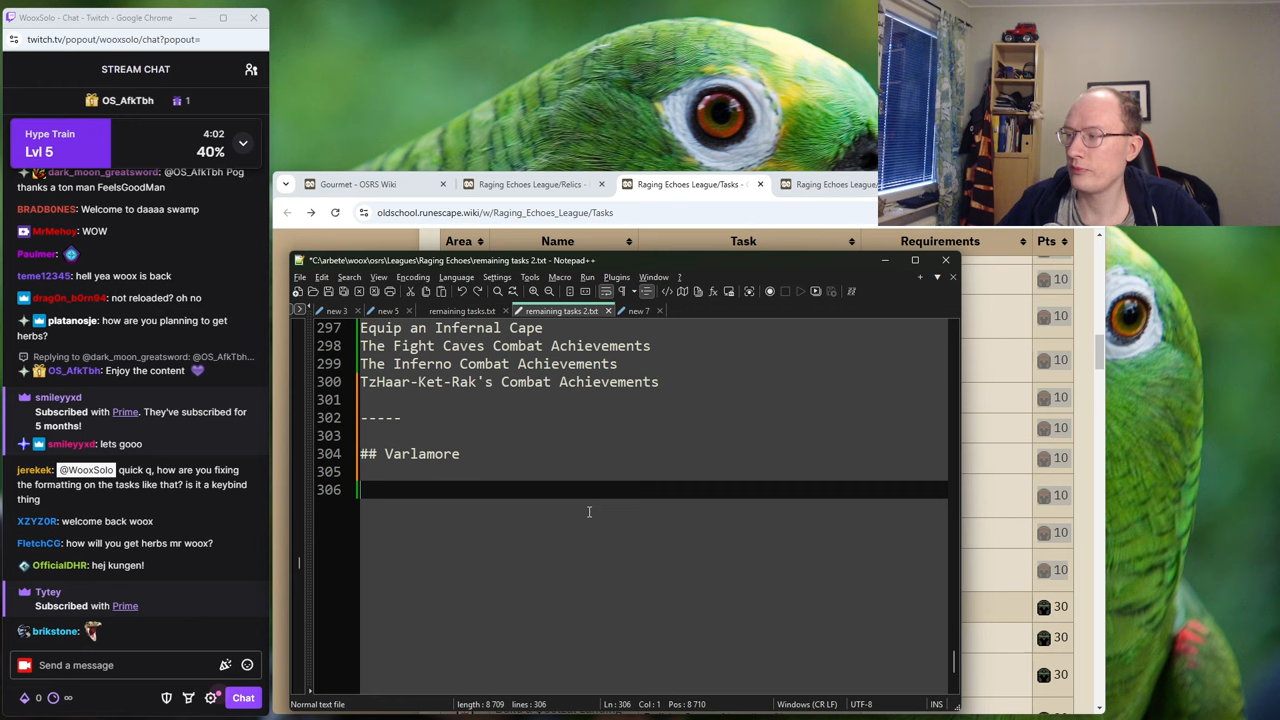 WooxSolo - Chat - Twitch - Google Chrome
twitch.tv/popout/wooxsolo/chat?popout=
STREAM CHAT
OS_AfkTbh 1
Hype Train 4:02
Lvl 5 40%
dark_moon_greatsword: @OS_AfkTbh Pog
thanks a ton man FeelsGoodMan
BRADB0NES: Welcome to daaaa swamp
MrMehey: WOW
Paulmer:
teme12345: hell yea woox is back
drag0n_b0rn94: not reloaded? oh no
platanosje: how are you planning to get
herbs?
Replying to @dark_moon_greatsword: @OS_AfkTb...
OS_AfkTbh: Enjoy the content
smileyyxd
Subscribed with Prime. They've subscribed for
5 months!
smileyyxd: lets gooo
jerekek: @WooxSolo quick q, how are you fixing
the formatting on the tasks like that? is it a keybind
thing
XZYZ0R: welcome back woox
FletchCG: how will you get herbs mr woox?
OfficialDHR: hej kungen!
Tytey
Subscribed with Prime
brikstone:
Send a message
0 ∞ Chat
Gourmet - OSRS Wiki
Raging Echoes League/Relics -
Raging Echoes League/Tasks -
Raging Echoes League/
oldschool.runescape.wiki/w/Raging_Echoes_League/Tasks
Area Name Task Requirements Pts
*C:\arbete\woox\osrs\Leagues\Raging Echoes\remaining tasks 2.txt - Notepad++
File Edit Search View Encoding Language Settings Tools Macro Run Plugins Window ?
new 3 new 5 remaining tasks.txt remaining tasks 2.txt new 7
297 Equip an Infernal Cape
298 The Fight Caves Combat Achievements
299 The Inferno Combat Achievements
300 TzHaar-Ket-Rak's Combat Achievements
301
302 -----
303
304 ## Varlamore
305
306
Normal text file length : 8 709 lines : 306 Ln : 306 Col : 1 Pos : 8 710 Windows (CR LF) UTF-8 INS
10
10
10
10
10
10
10
10
10
30
30
30